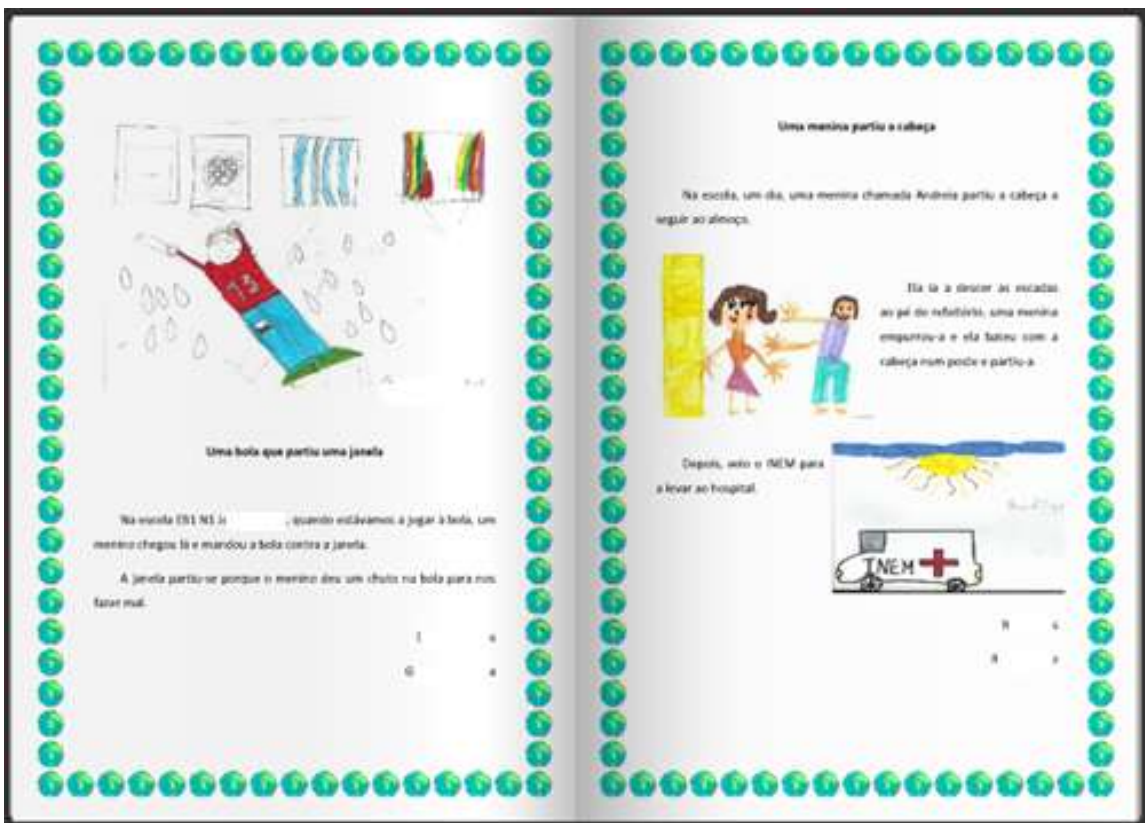 13
Uma bola que partiu uma janela
Na escola EB1 N1, quando estávamos a jogar à bola, um
menino chegou lá e mandou a bola contra a janela.
A janela partiu-se porque o menino deu um chuto na bola para nos
fazer mal.
Uma menina partiu a cabeça
Na escola, um dia, uma menina chamada Andreia partiu a cabeça a
seguir ao almoço.
Ela ia a descer as escadas
ao pé do refeitório, uma menina
empurrou-a e ela bateu com a
cabeça num poste e partiu-a.
Depois, veio o INEM para
a levar ao hospital.
INEM